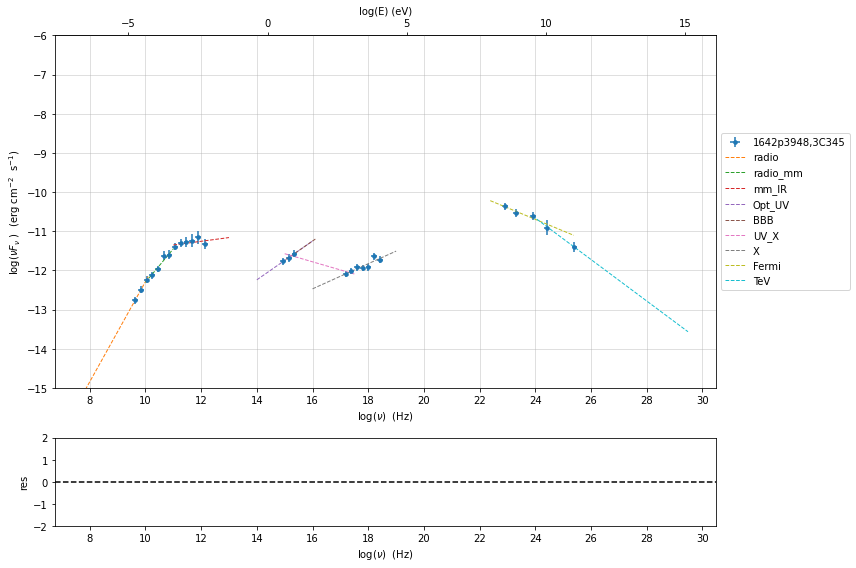 log(E) (eV)
−5 0 5 10 15
−6
−7
−8
−9
−10
−11
−12
−13
−14
−15
log(νFν) (erg cm−2 s−1)
8 10 12 14 16 18 20 22 24 26 28 30
log(ν) (Hz)
1642p3948,3C345
radio
radio_mm
mm_IR
Opt_UV
BBB
UV_X
X
Fermi
TeV
2
1
0
−1
−2
res
8 10 12 14 16 18 20 22 24 26 28 30
log(ν) (Hz)